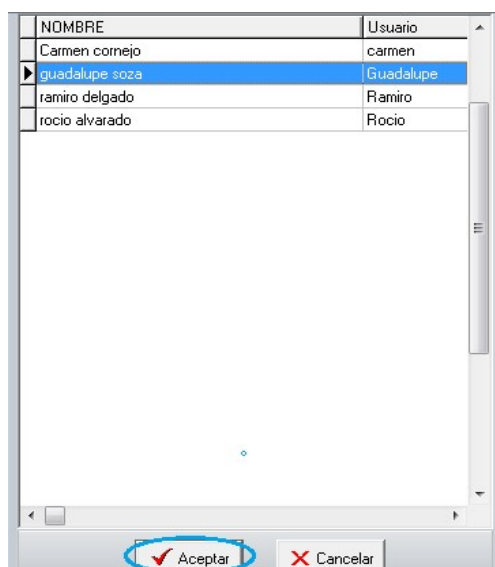 NOMBRE Usuario
Carmen cornejo carmen
guadalupe soza Guadalupe
ramiro delgado Ramiro
rocio alvarado Rocio
Aceptar Cancelar